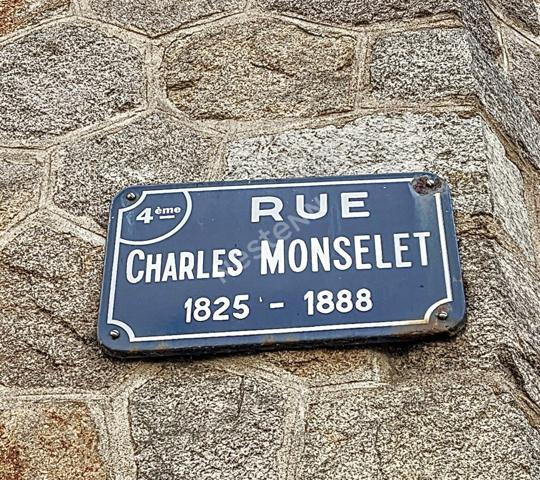 4ème
RUE
CHARLES MONSELET
1825 - 1888